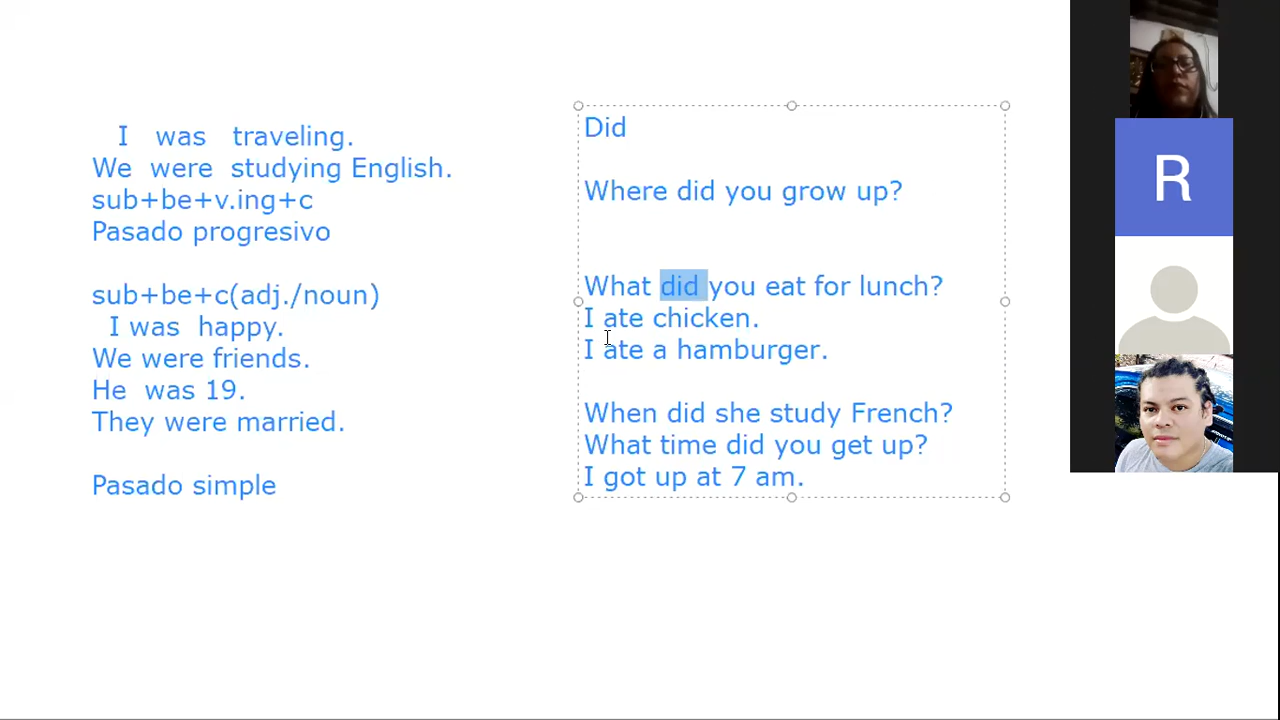 I was traveling.
We were studying English.
sub+be+v.ing+c
Pasado progresivo
sub+be+c(adj./noun)
I was happy.
We were friends.
He was 19.
They were married.
Pasado simple
Did
Where did you grow up?
What did you eat for lunch?
I ate chicken.
I ate a hamburger.
When did she study French?
What time did you get up?
I got up at 7 am.
R